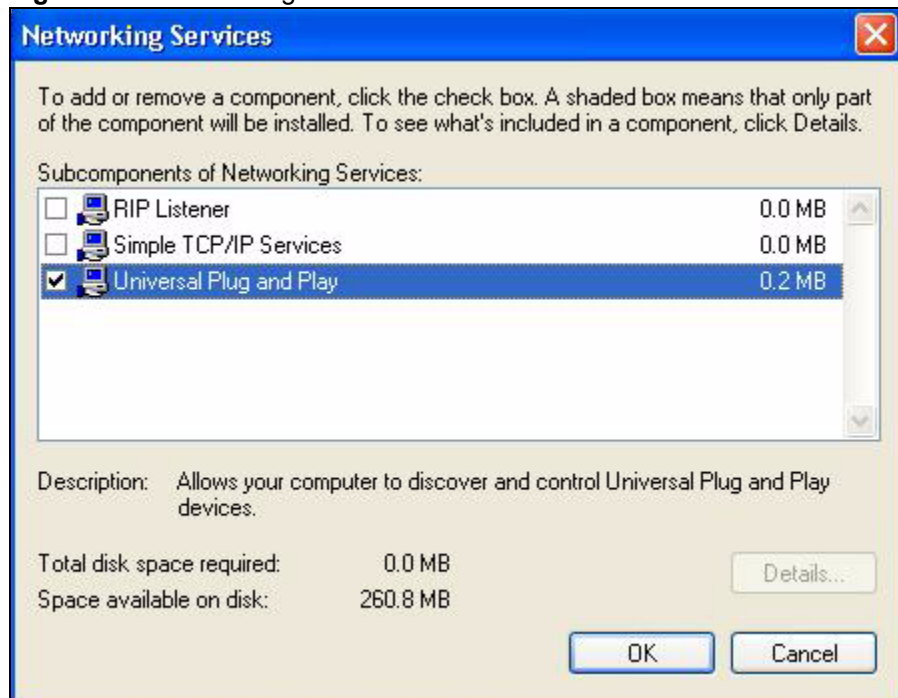 Networking Services
To add or remove a component, click the check box. A shaded box means that only part
of the component will be installed. To see what's included in a component, click Details.
Subcomponents of Networking Services:
RIP Listener 0.0 MB
Simple TCP/IP Services 0.0 MB
Universal Plug and Play 0.2 MB
Description: Allows your computer to discover and control Universal Plug and Play
devices.
Total disk space required: 0.0 MB
Details...
Space available on disk: 260.8 MB
OK Cancel